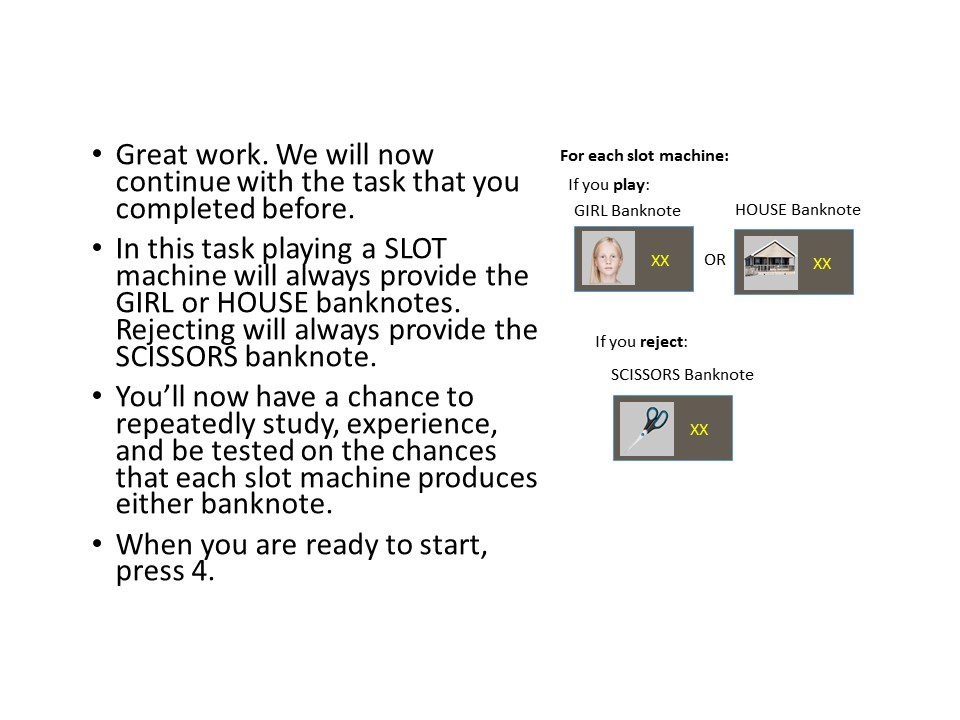 • Great work. We will now
continue with the task that you
completed before.
• In this task playing a SLOT
machine will always provide the
GIRL or HOUSE banknotes.
Rejecting will always provide the
SCISSORS banknote.
• You’ll now have a chance to
repeatedly study, experience,
and be tested on the chances
that each slot machine produces
either banknote.
• When you are ready to start,
press 4.
For each slot machine:
If you play:
GIRL Banknote
HOUSE Banknote
XX
OR
XX
If you reject:
SCISSORS Banknote
XX